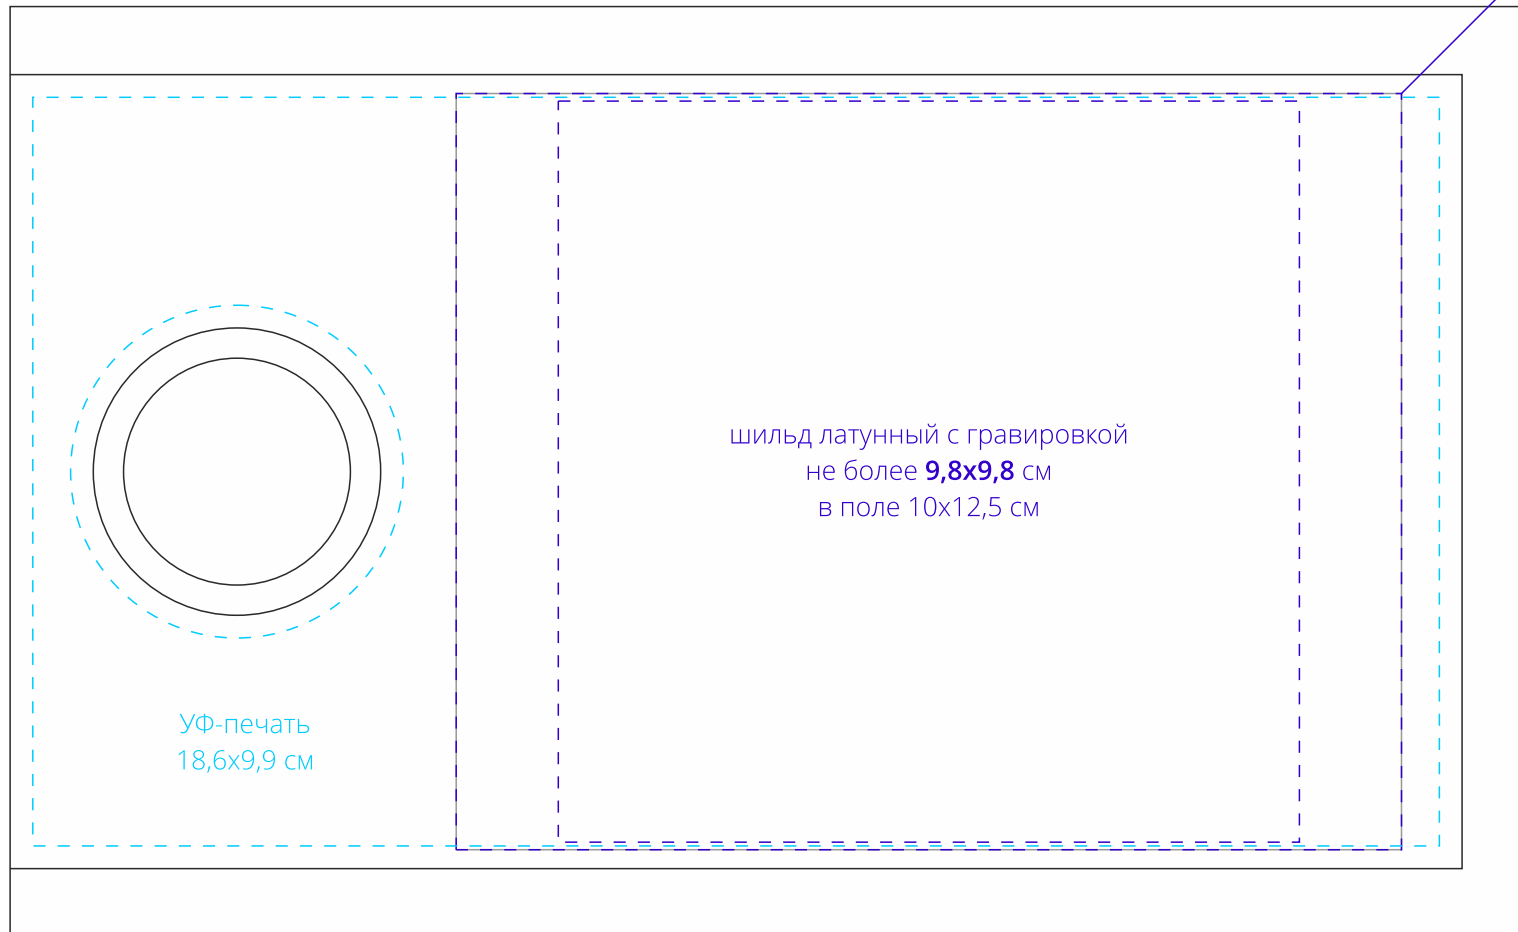 шильд латунный с гравировкой
не более 9,8х9,8 см
в поле 10х12,5 см
УФ-печать
18,6х9,9 см